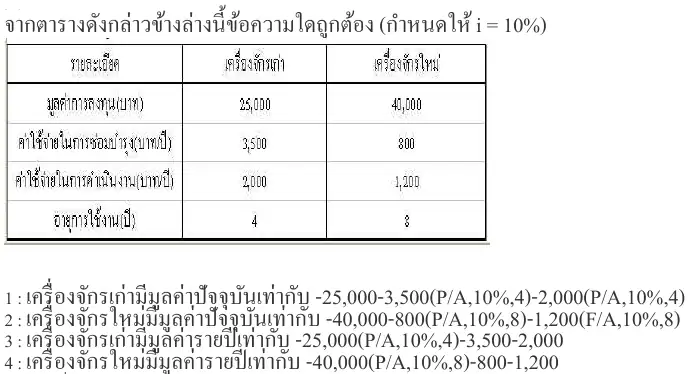 จากตารางดังกล่าวข้างล่างนี้ข้อความใดถูกต้อง (กำหนดให้ i = 10%)
รายละเอียด เครื่องจักรเก่า เครื่องจักรใหม่
มูลค่าการลงทุน(บาท) 25,000 40,000
ค่าใช้จ่ายในการซ่อมบำรุง(บาท/ปี) 3,500 800
ค่าใช้จ่ายในการดำเนินงาน(บาท/ปี) 2,000 1,200
อายุการใช้งาน(ปี) 4 8
1 : เครื่องจักรเก่ามีมูลค่าปัจจุบันเท่ากับ -25,000-3,500(P/A,10%,4)-2,000(P/A,10%,4)
2 : เครื่องจักรใหม่มีมูลค่าปัจจุบันเท่ากับ -40,000-800(P/A,10%,8)-1,200(F/A,10%,8)
3 : เครื่องจักรเก่ามีมูลค่ารายปีเท่ากับ -25,000(P/A,10%,4)-3,500-2,000
4 : เครื่องจักรใหม่มีมูลค่ารายปีเท่ากับ -40,000(P/A,10%,8)-800-1,200